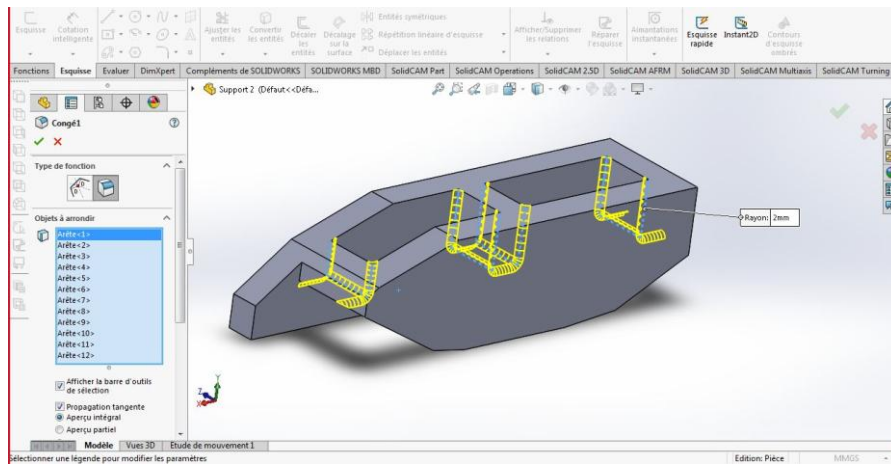 Esquisse
Cotation intelligente
Ajuster les entités
Convertir les entités
Décaler les entités
Décalage sur la surface
Entités symétriques
Répétition linéaire d'esquisse
Déplacer les entités
Afficher/Supprimer les relations
Réparer l'esquisse
Aimantations instantanées
Esquisse rapide
Instant2D
Contours d'esquisse ombrés
Fonctions Esquisse Evaluer DimXpert Compléments de SOLIDWORKS SOLIDWORKS MBD SolidCAM Part SolidCAM Operations SolidCAM 2.5D SolidCAM AFRM SolidCAM 3D SolidCAM Multiaxis SolidCAM Turning
Support 2 (Défaut<<Défa...
Congé1
Type de fonction
Objets à arrondir
Arête<1>
Arête<2>
Arête<3>
Arête<4>
Arête<5>
Arête<6>
Arête<7>
Arête<8>
Arête<9>
Arête<10>
Arête<11>
Arête<12>
Afficher la barre d'outils
de sélection
Propagation tangente
Aperçu intégral
Aperçu partiel
Rayon: 2mm
Y
Z
X
Modèle Vues 3D Etude de mouvement 1
Sélectionner une légende pour modifier les paramètres
Edition: Pièce
MMGS